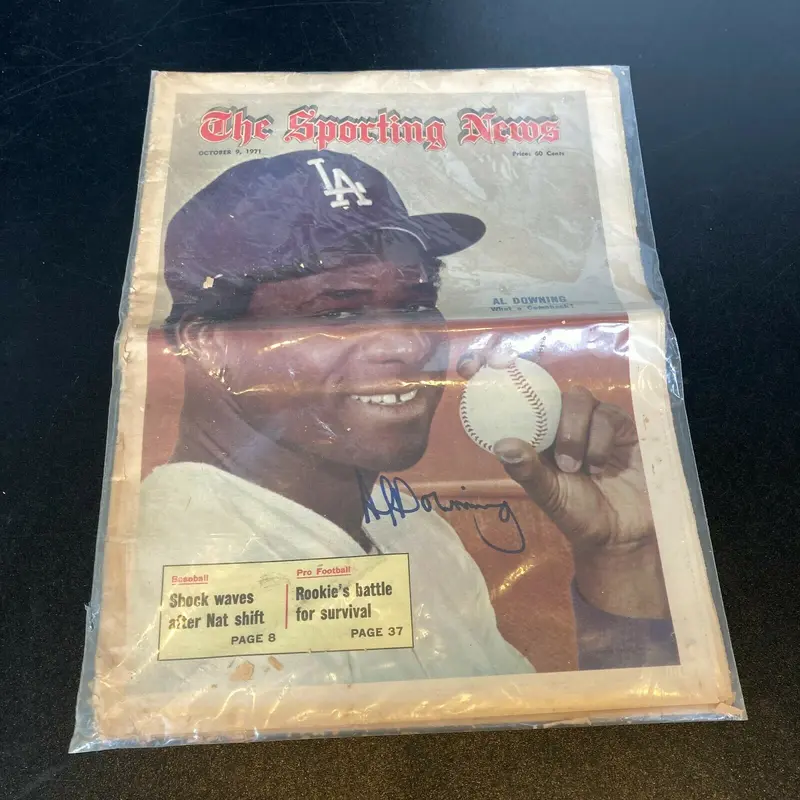 The Sporting News
OCTOBER 9, 1971
Price: 60 Cents
LA
AL DOWNING
What a Comeback!
Al Downing
Baseball
Shock waves
after Nat shift
PAGE 8
Pro Football
Rookie's battle
for survival
PAGE 37